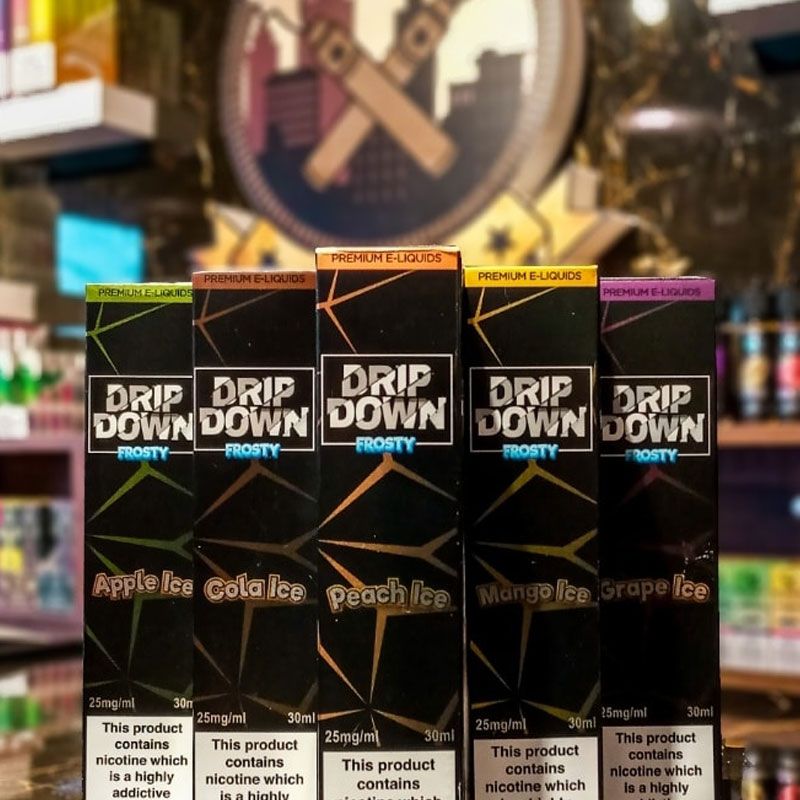 PREMIUM E-LIQUIDS
DRIP
DOWN
FROSTY
Apple Ice
25mg/ml 30m
This product
contains
nicotine which
is a highly
addictive
PREMIUM E-LIQUIDS
DRIP
DOWN
FROSTY
Cola Ice
25mg/ml 30ml
This product
contains
nicotine which
is a highly
PREMIUM E-LIQUIDS
DRIP
DOWN
FROSTY
Peach Ice
25mg/ml 30ml
This product
contains
nicotine which
PREMIUM E-LIQUIDS
DRIP
DOWN
FROSTY
Mango Ice
25mg/ml 30ml
This product
contains
nicotine which
PREMIUM E-LIQUIDS
DRIP
DOWN
FROSTY
Grape Ice
25mg/ml 30ml
This product
contains
nicotine which
is a highly